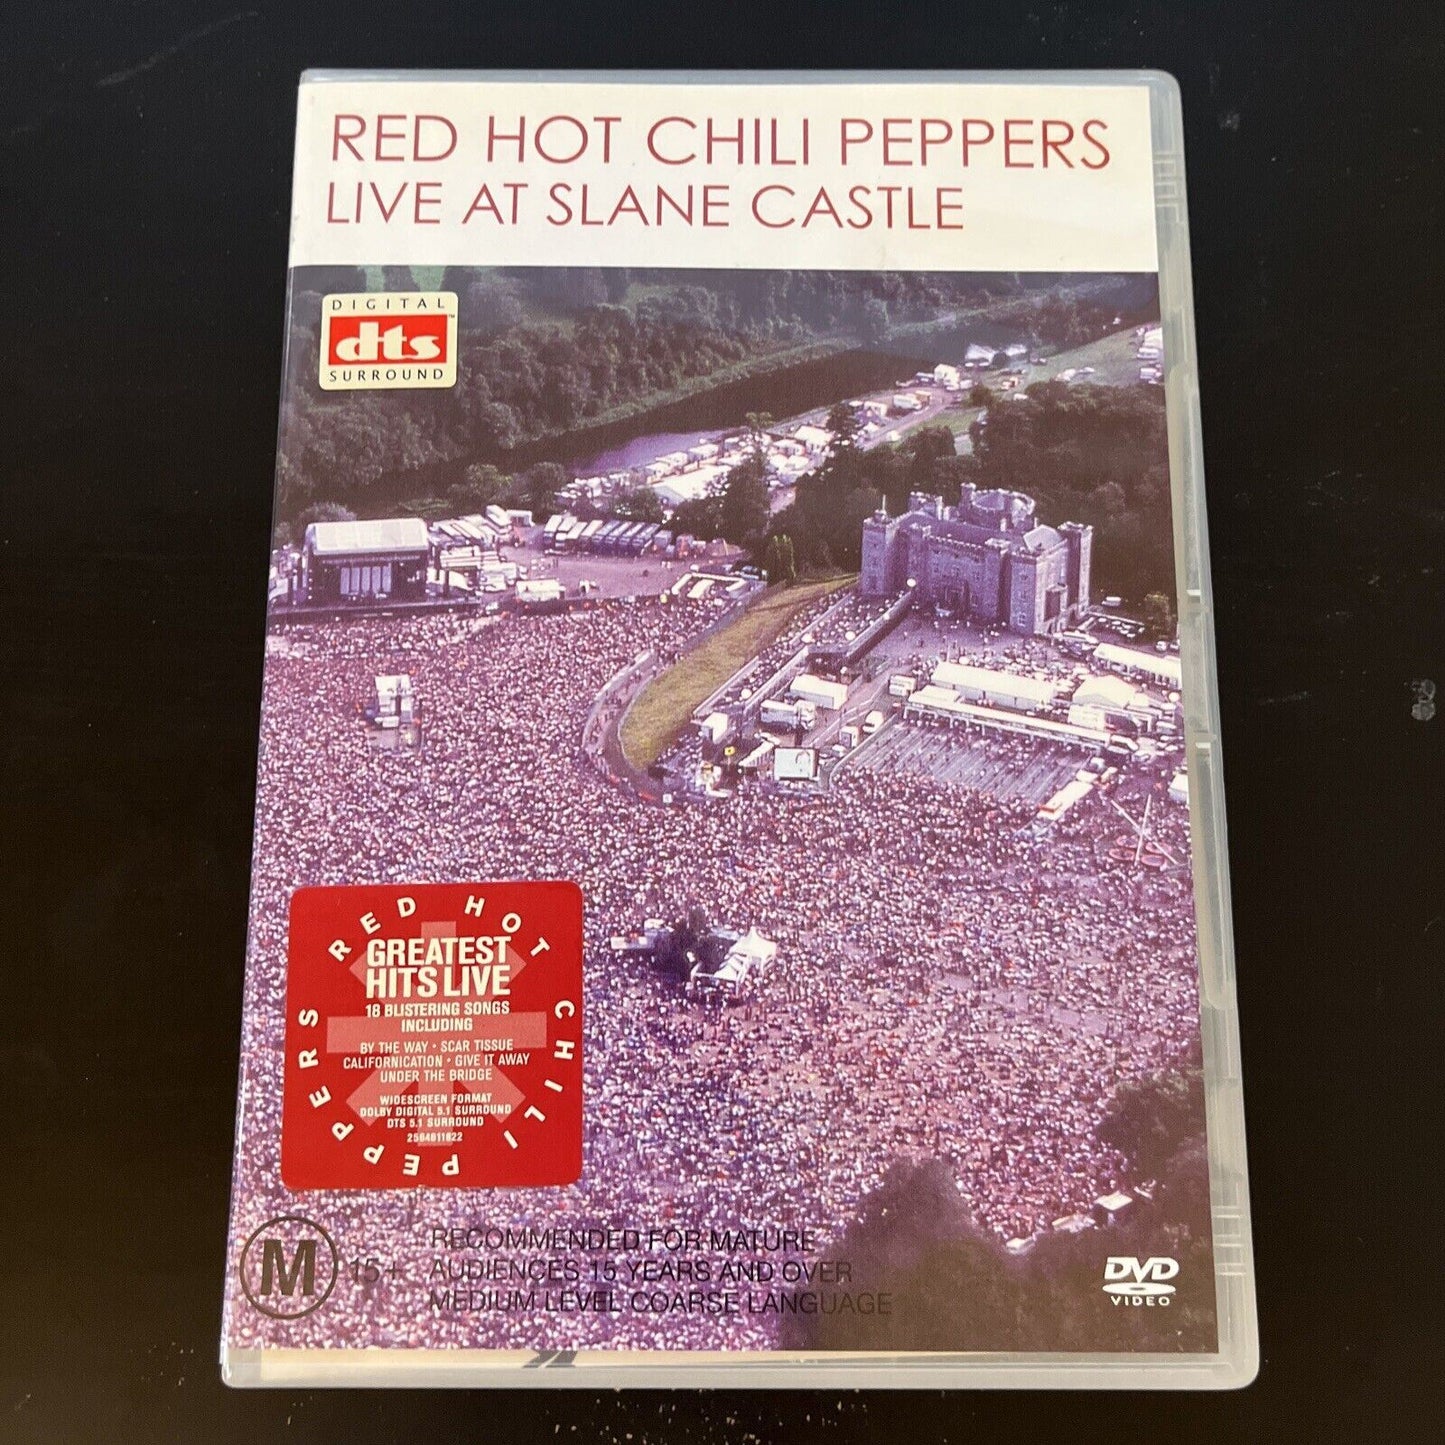 RED HOT CHILI PEPPERS
LIVE AT SLANE CASTLE
DIGITAL
dts™
SURROUND
RED HOT CHILI PEPPERS
GREATEST
HITS LIVE
18 BLISTERING SONGS
INCLUDING
BY THE WAY • SCAR TISSUE
CALIFORNICATION • GIVE IT AWAY
UNDER THE BRIDGE
WIDESCREEN FORMAT
DOLBY DIGITAL 5.1 SURROUND
DTS 5.1 SURROUND
2564611622
M 15+
RECOMMENDED FOR MATURE
AUDIENCES 15 YEARS AND OVER
MEDIUM LEVEL COARSE LANGUAGE
DVD
VIDEO